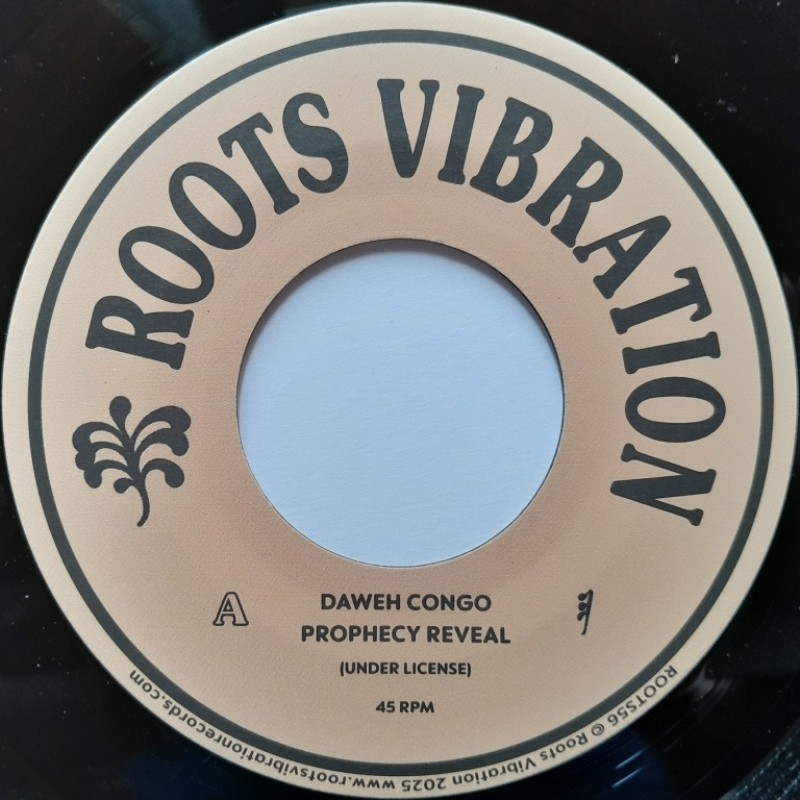 ROOTS VIBRATION
A
DAWEH CONGO
PROPHECY REVEAL
(UNDER LICENSE)
45 RPM
ROOTS56 © Roots Vibration 2025 www.rootsvibrationrecords.com